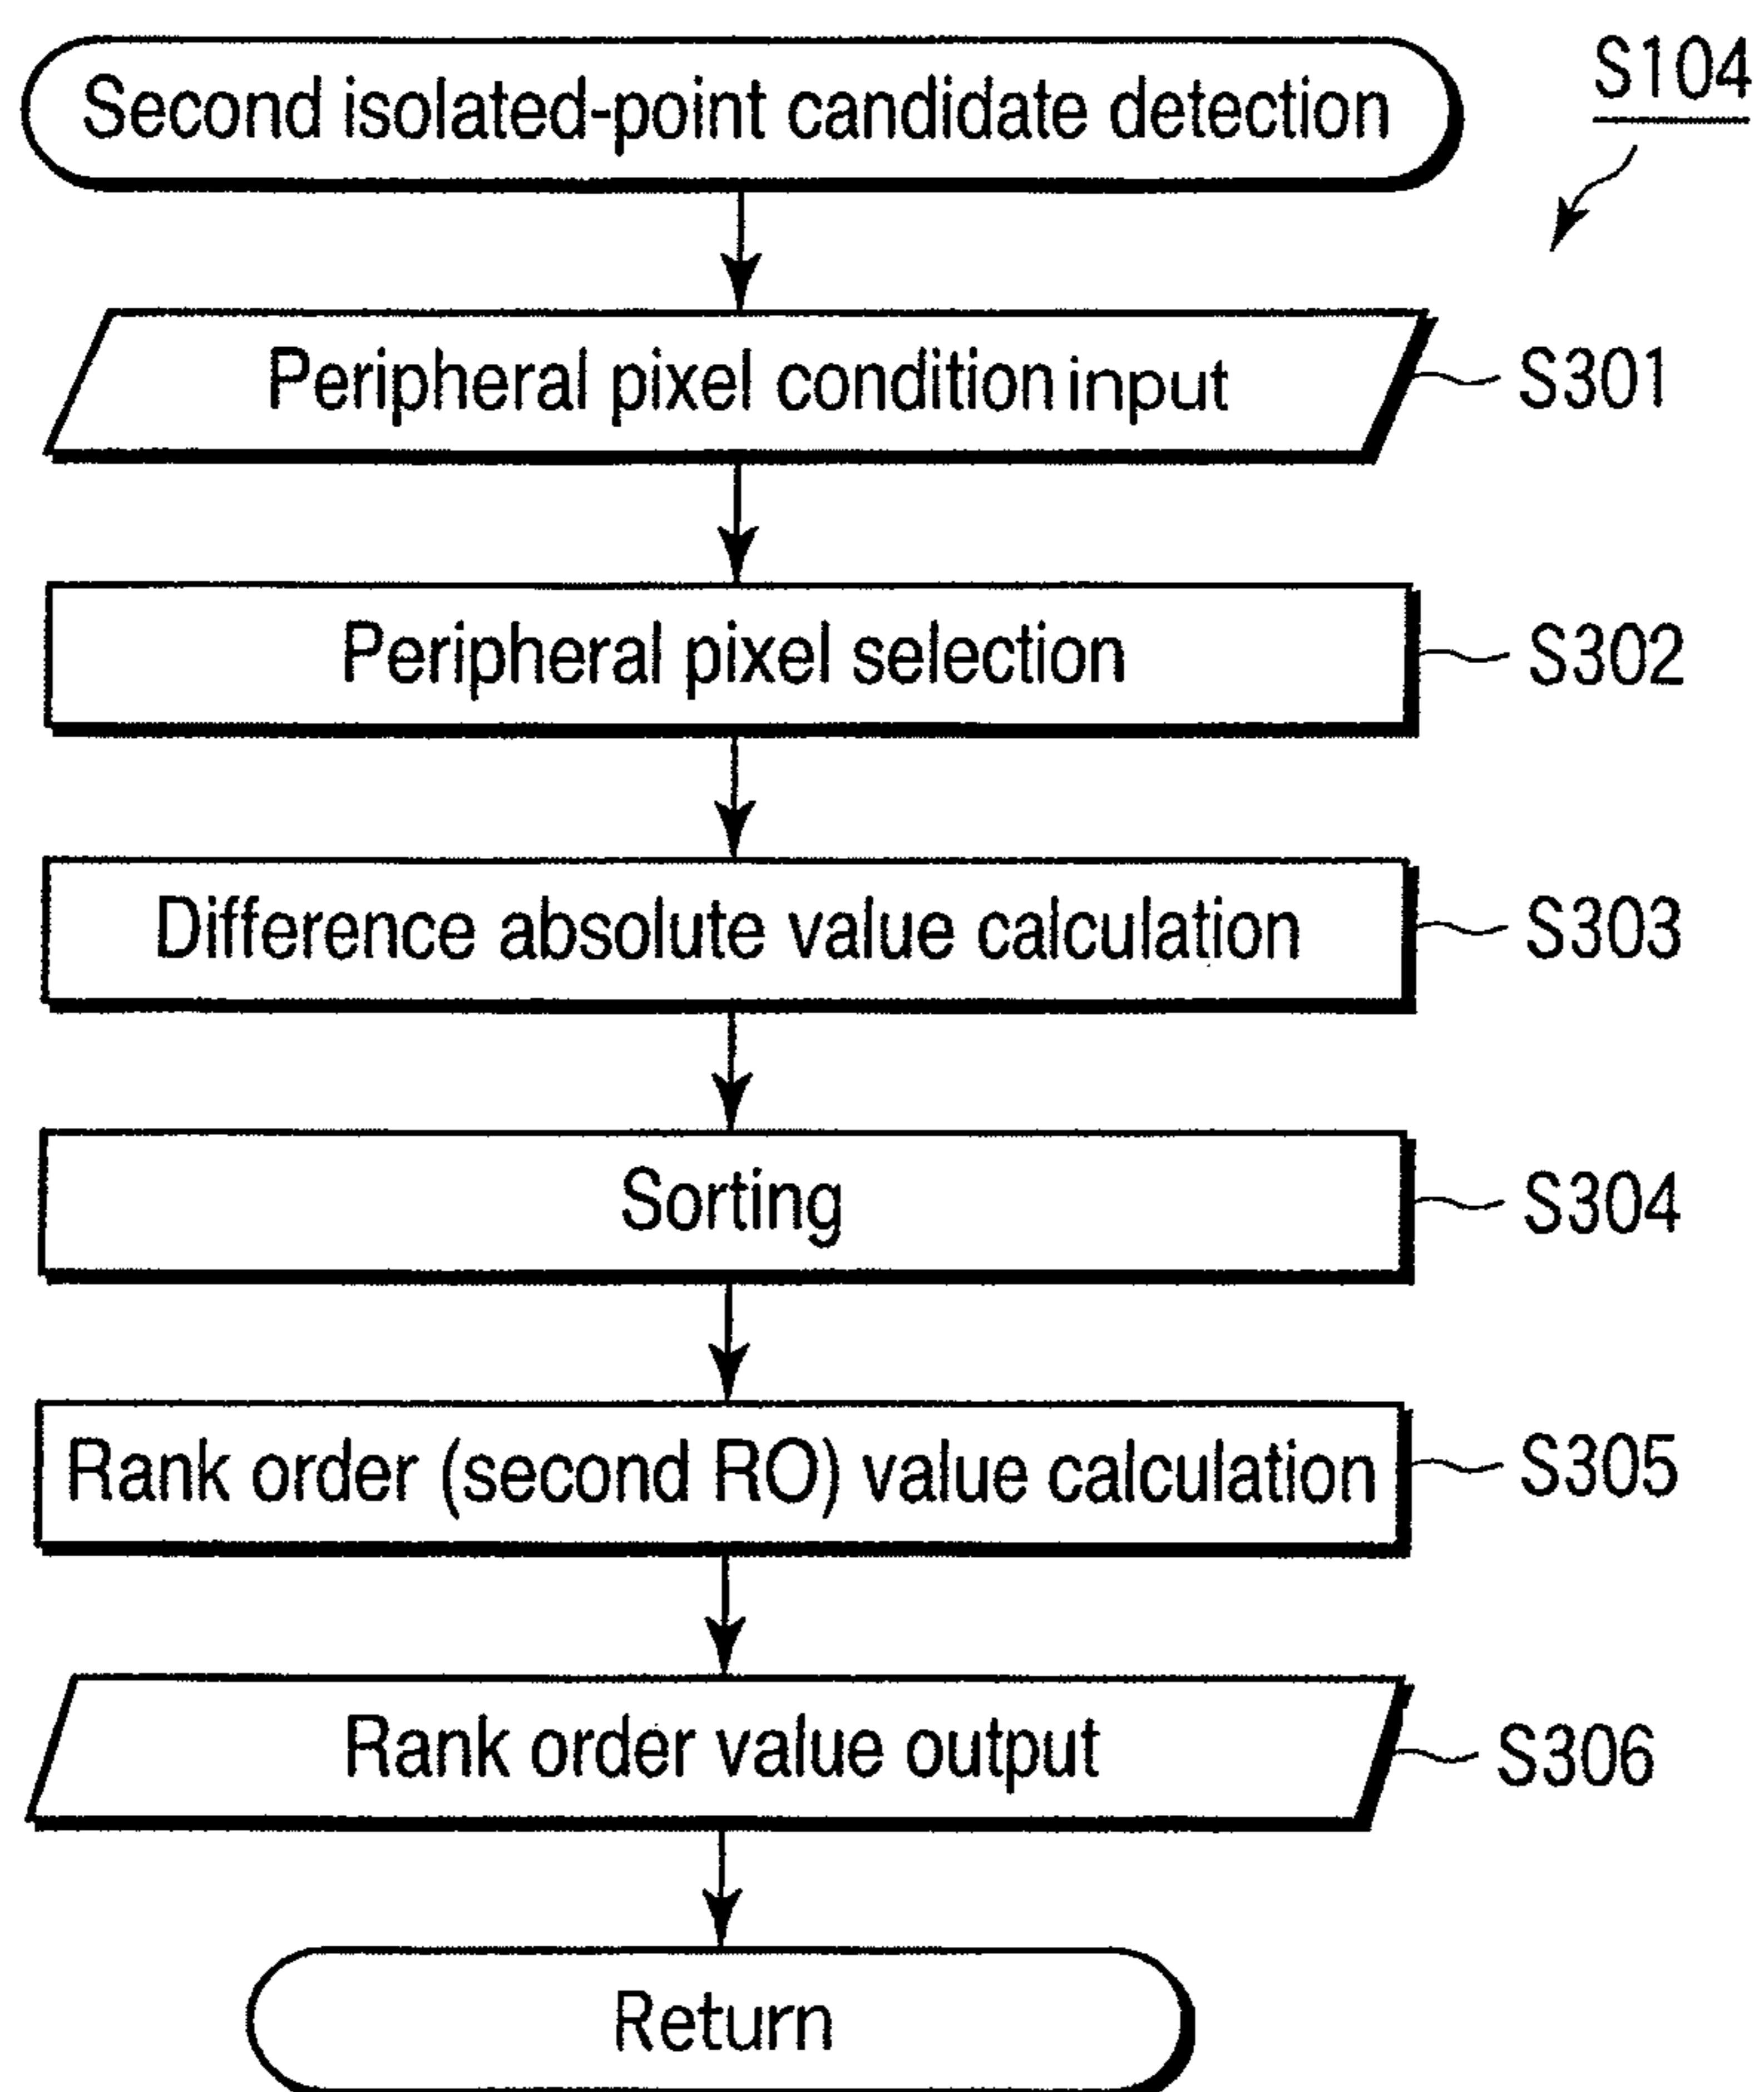 Second isolated-point candidate detection
S104
Peripheral pixel condition input
S301
Peripheral pixel selection
S302
Difference absolute value calculation
S303
Sorting
S304
Rank order (second RO) value calculation
S305
Rank order value output
S306
Return